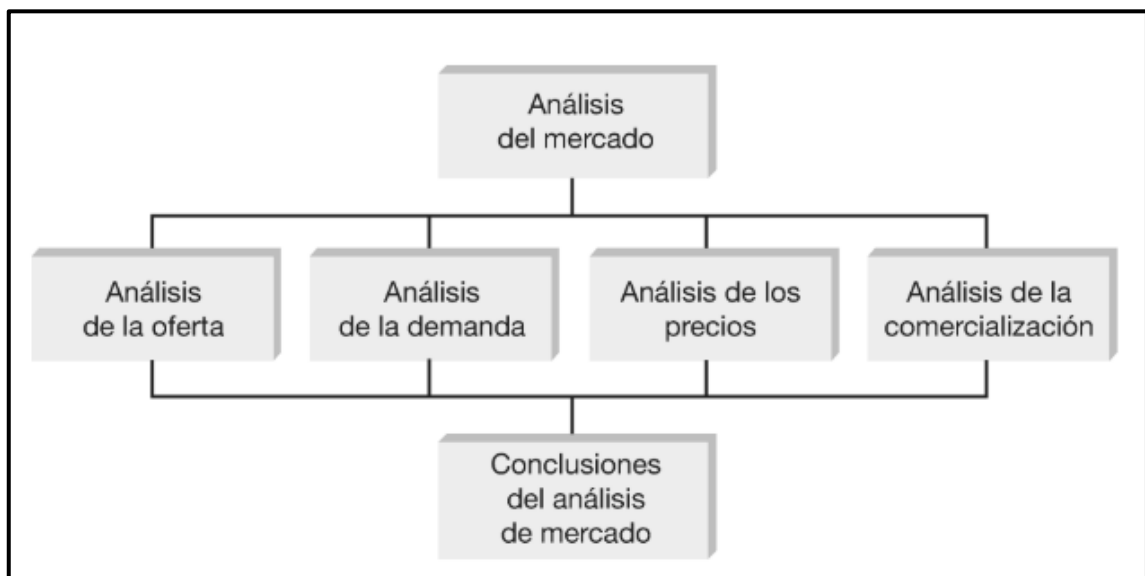 Análisis
del mercado
Análisis
de la oferta
Análisis
de la demanda
Análisis de los
precios
Análisis de la
comercialización
Conclusiones
del análisis
de mercado